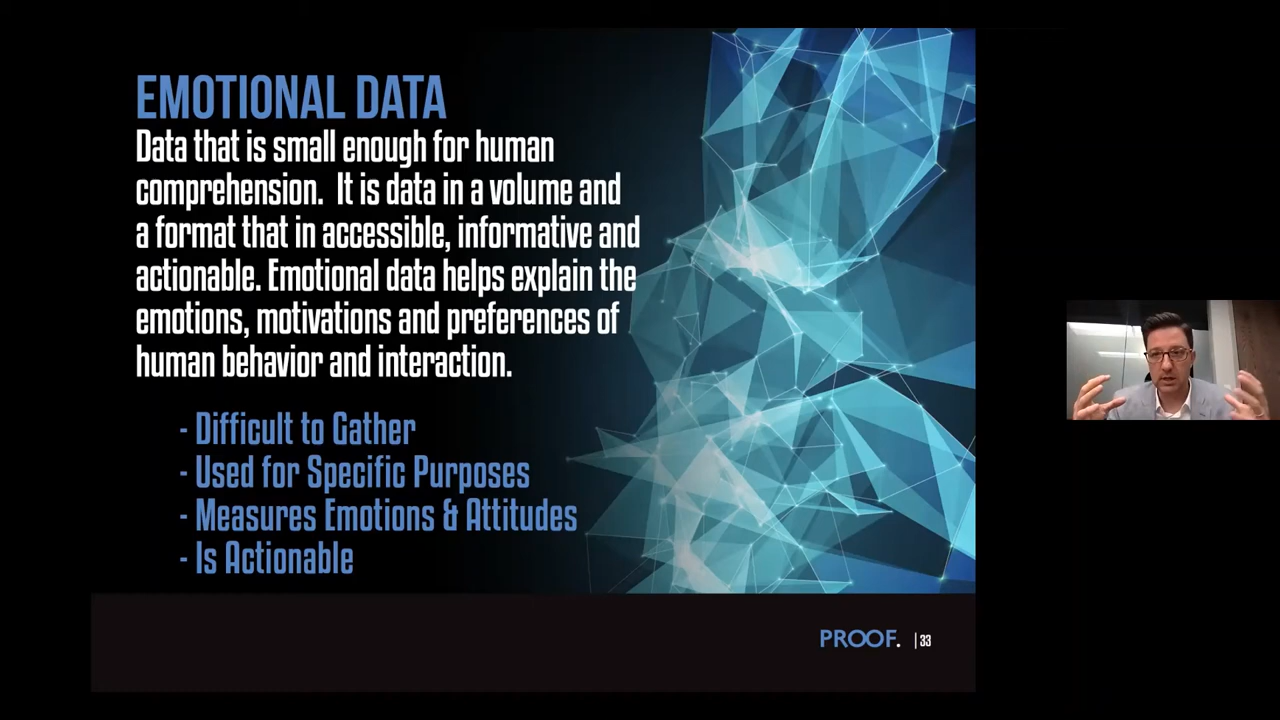 EMOTIONAL DATA
Data that is small enough for human
comprehension. It is data in a volume and
a format that in accessible, informative and
actionable. Emotional data helps explain the
emotions, motivations and preferences of
human behavior and interaction.
- Difficult to Gather
- Used for Specific Purposes
- Measures Emotions & Attitudes
- Is Actionable
PROOF. | 33